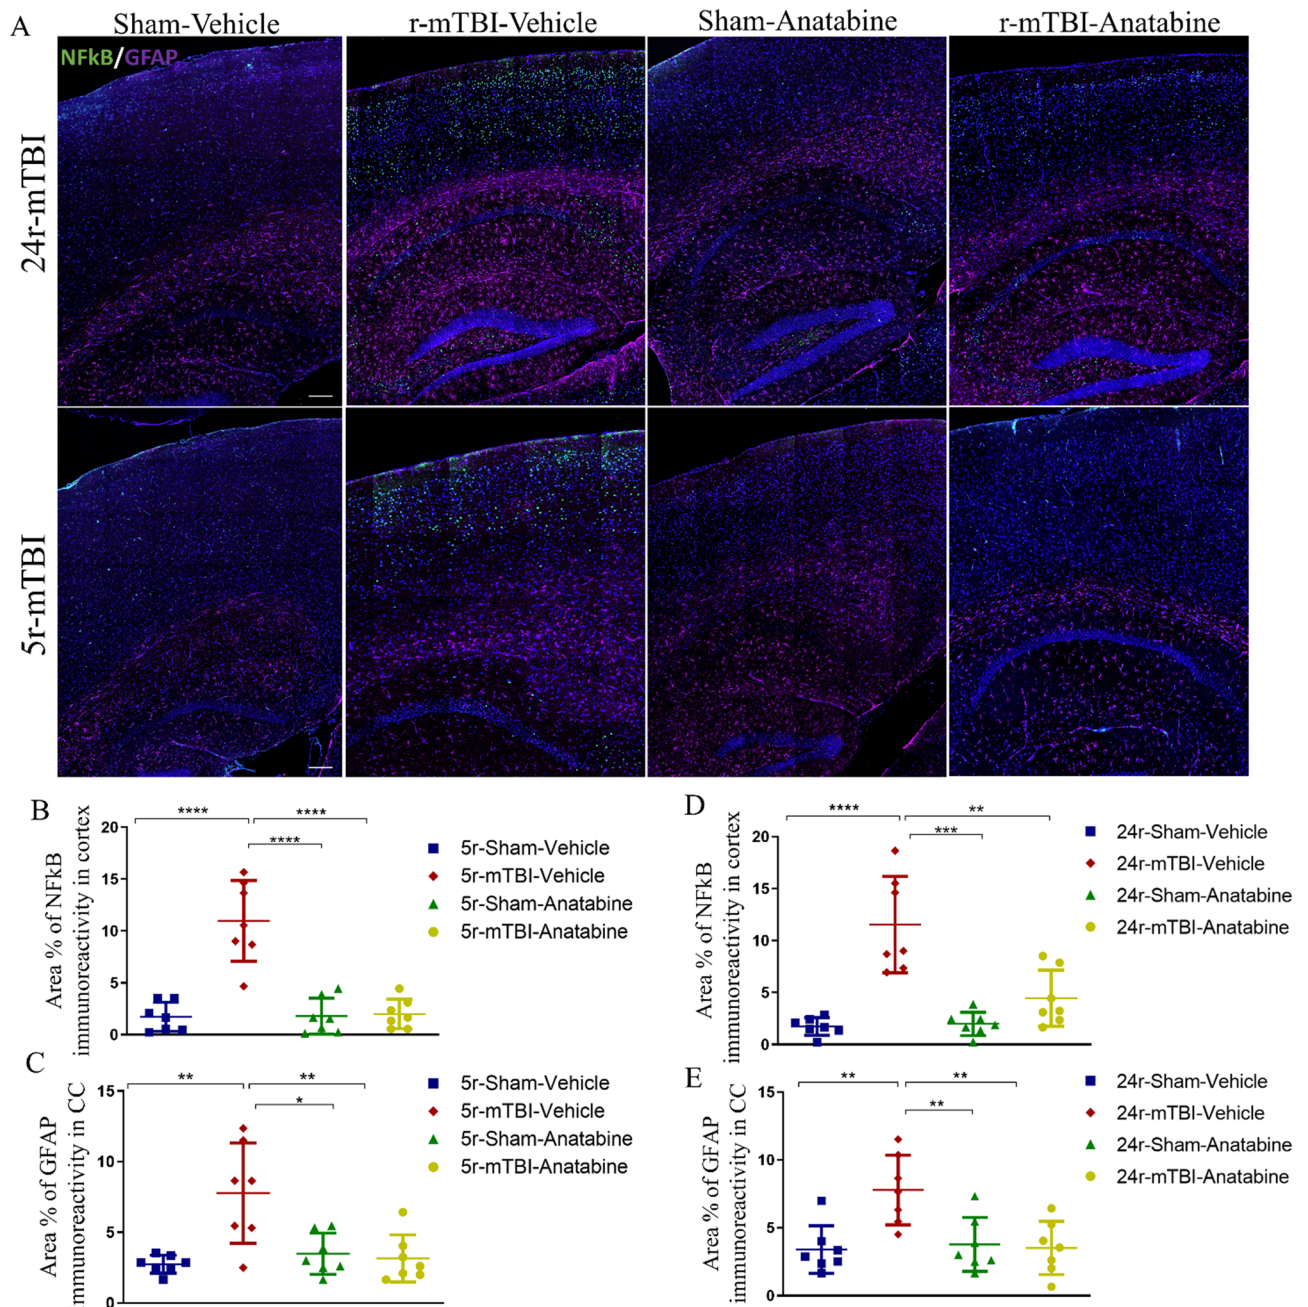 A
Sham-Vehicle
r-mTBI-Vehicle
Sham-Anatabine
r-mTBI-Anatabine
NFkB/GFAP
24r-mTBI
5r-mTBI
B
Area % of NFkB
immunoreactivity in cortex
20
15
10
5
0
****
****
****
5r-Sham-Vehicle
5r-mTBI-Vehicle
5r-Sham-Anatabine
5r-mTBI-Anatabine
D
Area % of NFkB
immunoreactivity in cortex
20
15
10
5
0
****
**
***
24r-Sham-Vehicle
24r-mTBI-Vehicle
24r-Sham-Anatabine
24r-mTBI-Anatabine
C
Area % of GFAP
immunoreactivity in CC
15
10
5
0
**
**
*
5r-Sham-Vehicle
5r-mTBI-Vehicle
5r-Sham-Anatabine
5r-mTBI-Anatabine
E
Area % of GFAP
immunoreactivity in CC
15
10
5
0
**
**
**
24r-Sham-Vehicle
24r-mTBI-Vehicle
24r-Sham-Anatabine
24r-mTBI-Anatabine